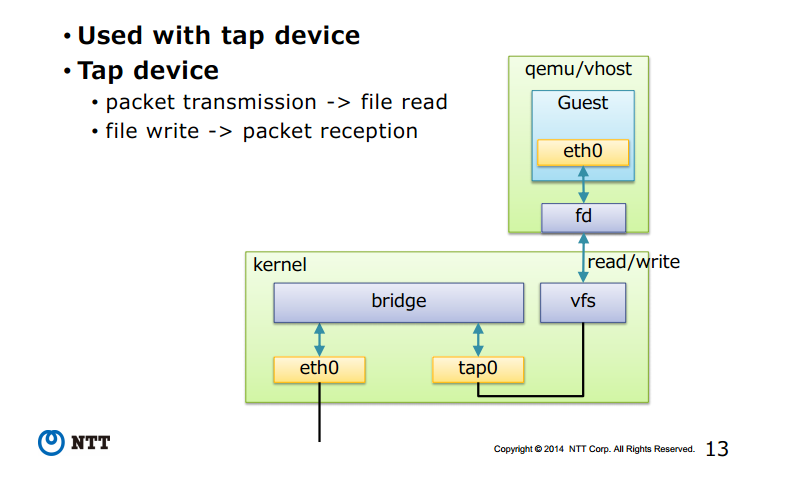 • Used with tap device
• Tap device
• packet transmission -> file read
• file write -> packet reception
qemu/vhost
Guest
eth0
fd
read/write
kernel
bridge
vfs
eth0
tap0
NTT
Copyright © 2014 NTT Corp. All Rights Reserved.
13